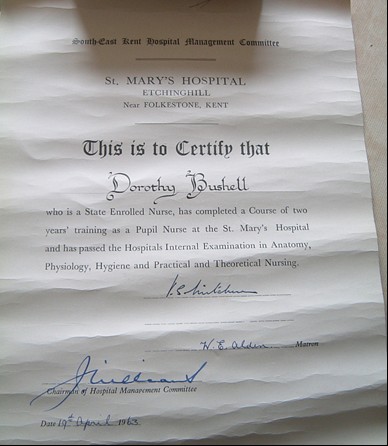 South-East Kent Hospital Management Committee
St. MARY'S HOSPITAL
ETCHINGHILL
Near FOLKESTONE, KENT
This is to Certify that
Dorothy Bushell
who is a State Enrolled Nurse, has completed a Course of two
years' training as a Pupil Nurse at the St. Mary's Hospital
and has passed the Hospitals Internal Examination in Anatomy,
Physiology, Hygiene and Practical and Theoretical Nursing.
W. E. Alden Matron
Chairman of Hospital Management Committee
Date 19th April 1963